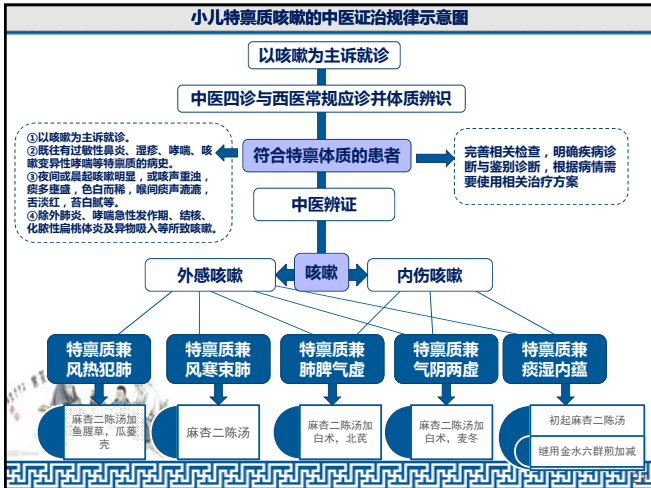 小儿特禀质咳嗽的中医证治规律示意图
以咳嗽为主诉就诊
中医四诊与西医常规应诊并体质辨识
①以咳嗽为主诉就诊。
②既往有过敏性鼻炎、湿疹、哮喘、咳
嗽变异性哮喘等特禀质的病史。
③夜间或晨起咳嗽明显，或咳声重浊，
痰多壅盛，色白而稀，喉间痰声漉漉，
舌淡红，苔白腻等。
④除外肺炎、哮喘急性发作期、结核、
化脓性扁桃体炎及异物吸入等所致咳嗽。
符合特禀体质的患者
完善相关检查，明确疾病诊
断与鉴别诊断，根据病情需
要使用相关治疗方案
中医辨证
外感咳嗽
咳嗽
内伤咳嗽
特禀质兼
风热犯肺
特禀质兼
风寒束肺
特禀质兼
肺脾气虚
特禀质兼
气阴两虚
特禀质兼
痰湿内蕴
麻杏二陈汤加
鱼腥草，瓜蒌
壳
麻杏二陈汤
麻杏二陈汤加
白术，北芪
麻杏二陈汤加
白术，麦冬
初起麻杏二陈汤
继用金水六群煎加减